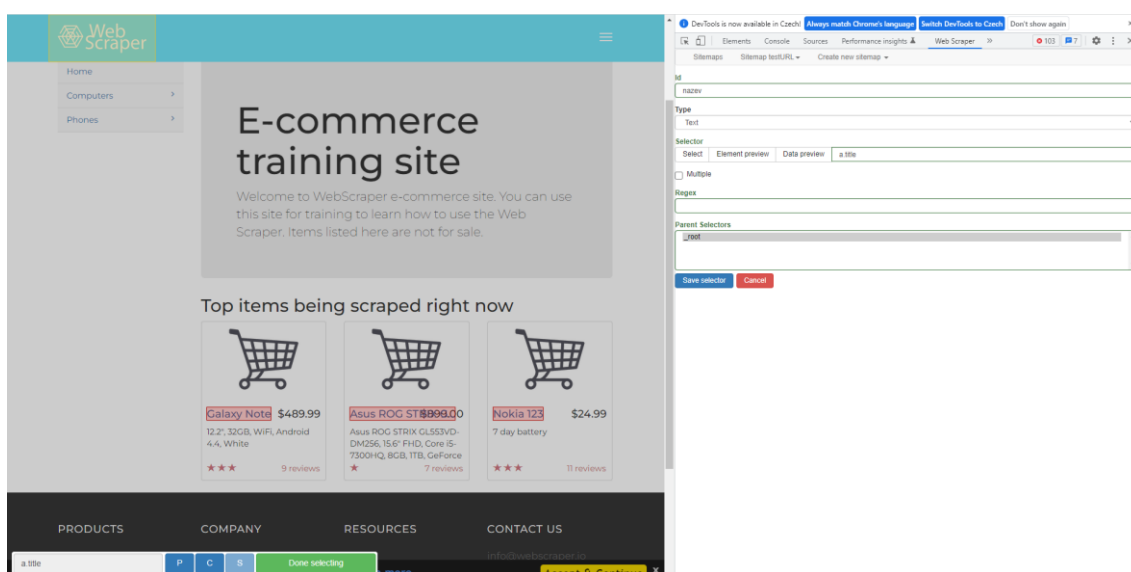 Web
Scraper
Home
Computers
Phones
E-commerce
training site
Welcome to WebScraper e-commerce site. You can use
this site for training to learn how to use the Web
Scraper. Items listed here are not for sale.
Top items being scraped right now
Galaxy Note $489.99
12.2", 32GB, WiFi, Android
4.4, White
9 reviews
Asus ROG STRIX $899.00
Asus ROG STRIX GL553VD-
DM256, 15.6" FHD, Core i5-
7300HQ, 8GB, 1TB, GeForce
7 reviews
Nokia 123 $24.99
7 day battery
11 reviews
PRODUCTS
COMPANY
RESOURCES
CONTACT US
info@webscraper.io
a.title P C S Done selecting
more
Accept & Continue x
DevTools is now available in Czech! Always match Chrome's language Switch DevTools to Czech Don't show again
Elements Console Sources Performance insights Web Scraper » 103 7
Sitemaps Sitemap testURL Create new sitemap
Id
nazev
Type
Text
Selector
Select Element preview Data preview a.title
Multiple
Regex
Parent Selectors
_root
Save selector Cancel